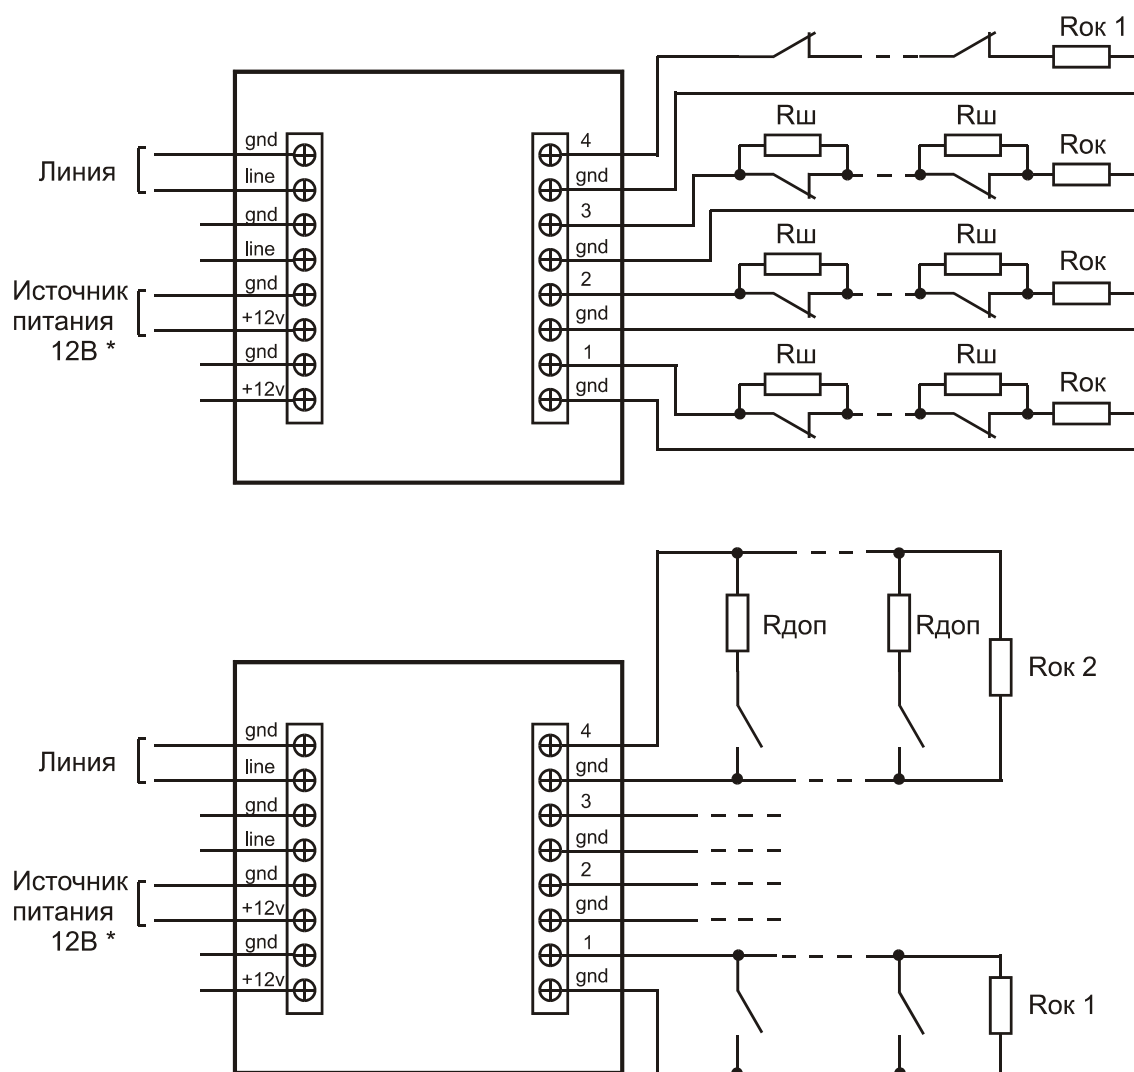 Rок 1
gnd
line
gnd
line
gnd
+12v
gnd
+12v
Линия
Источник
питания
12В *
4
gnd
3
gnd
2
gnd
1
gnd
Rш
Rш
Rок
Rш
Rш
Rок
Rш
Rш
Rок
gnd
line
gnd
line
gnd
+12v
gnd
+12v
Линия
Источник
питания
12В *
4
gnd
3
gnd
2
gnd
1
gnd
Rдоп
Rдоп
Rок 2
Rок 1